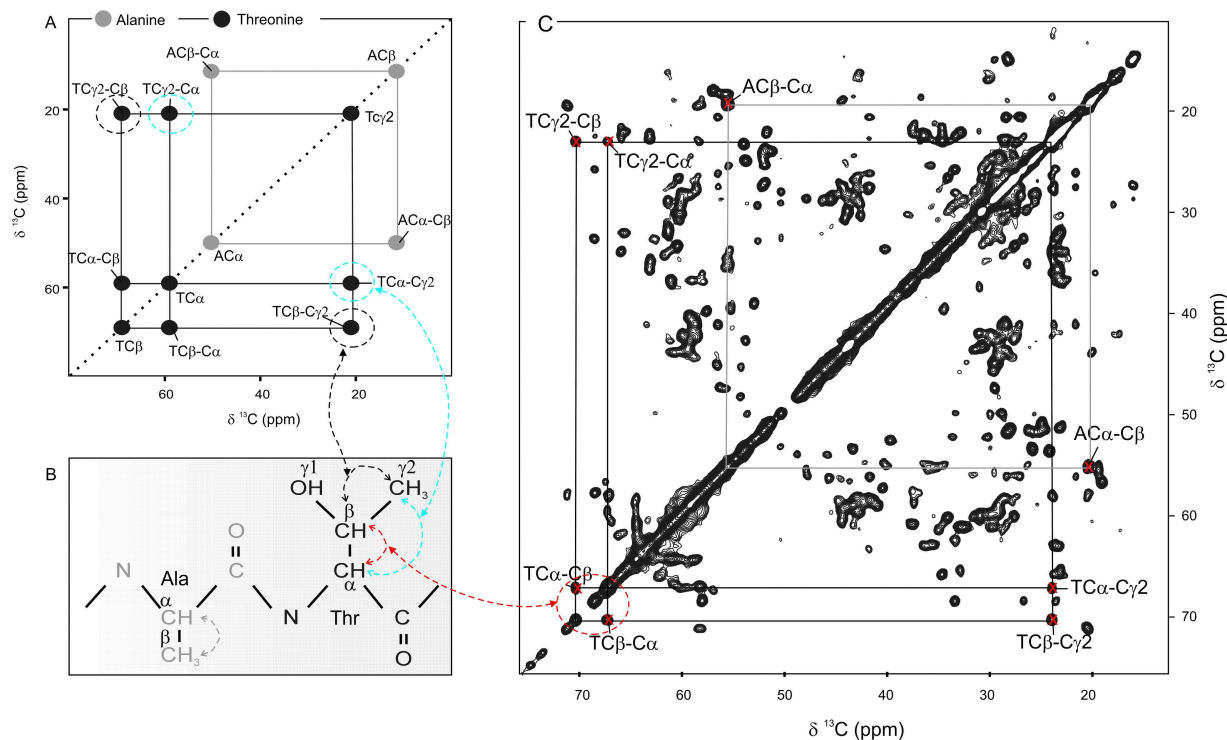 A
Alanine
Threonine
ACβ-Cα
ACβ
TCγ2-Cβ
TCγ2-Cα
Tcγ2
ACα
ACα-Cβ
TCα-Cβ
TCα
TCα-Cγ2
TCβ-Cγ2
TCβ
TCβ-Cα
20
40
60
δ ¹³C (ppm)
60
40
20
δ ¹³C (ppm)
B
γ1
γ2
OH
CH₃
β
CH
O
N
Ala
C
CH
α
α
CH
N
Thr
C
β
CH₃
O
C
ACβ-Cα
TCγ2-Cβ
TCγ2-Cα
ACα-Cβ
TCα-Cβ
TCα-Cγ2
TCβ-Cα
TCβ-Cγ2
20
30
40
50
60
70
δ ¹³C (ppm)
70
60
50
40
30
20
δ ¹³C (ppm)